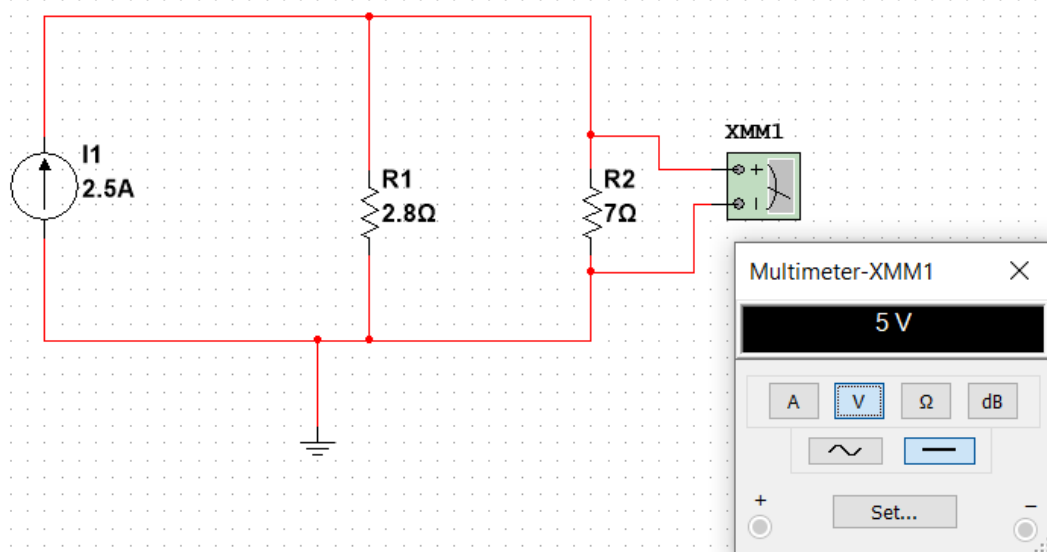 XMM1
I1
2.5A
R1
2.8Ω
R2
7Ω
+
Multimeter-XMM1
5 V
A V Ω dB
+ −
Set...